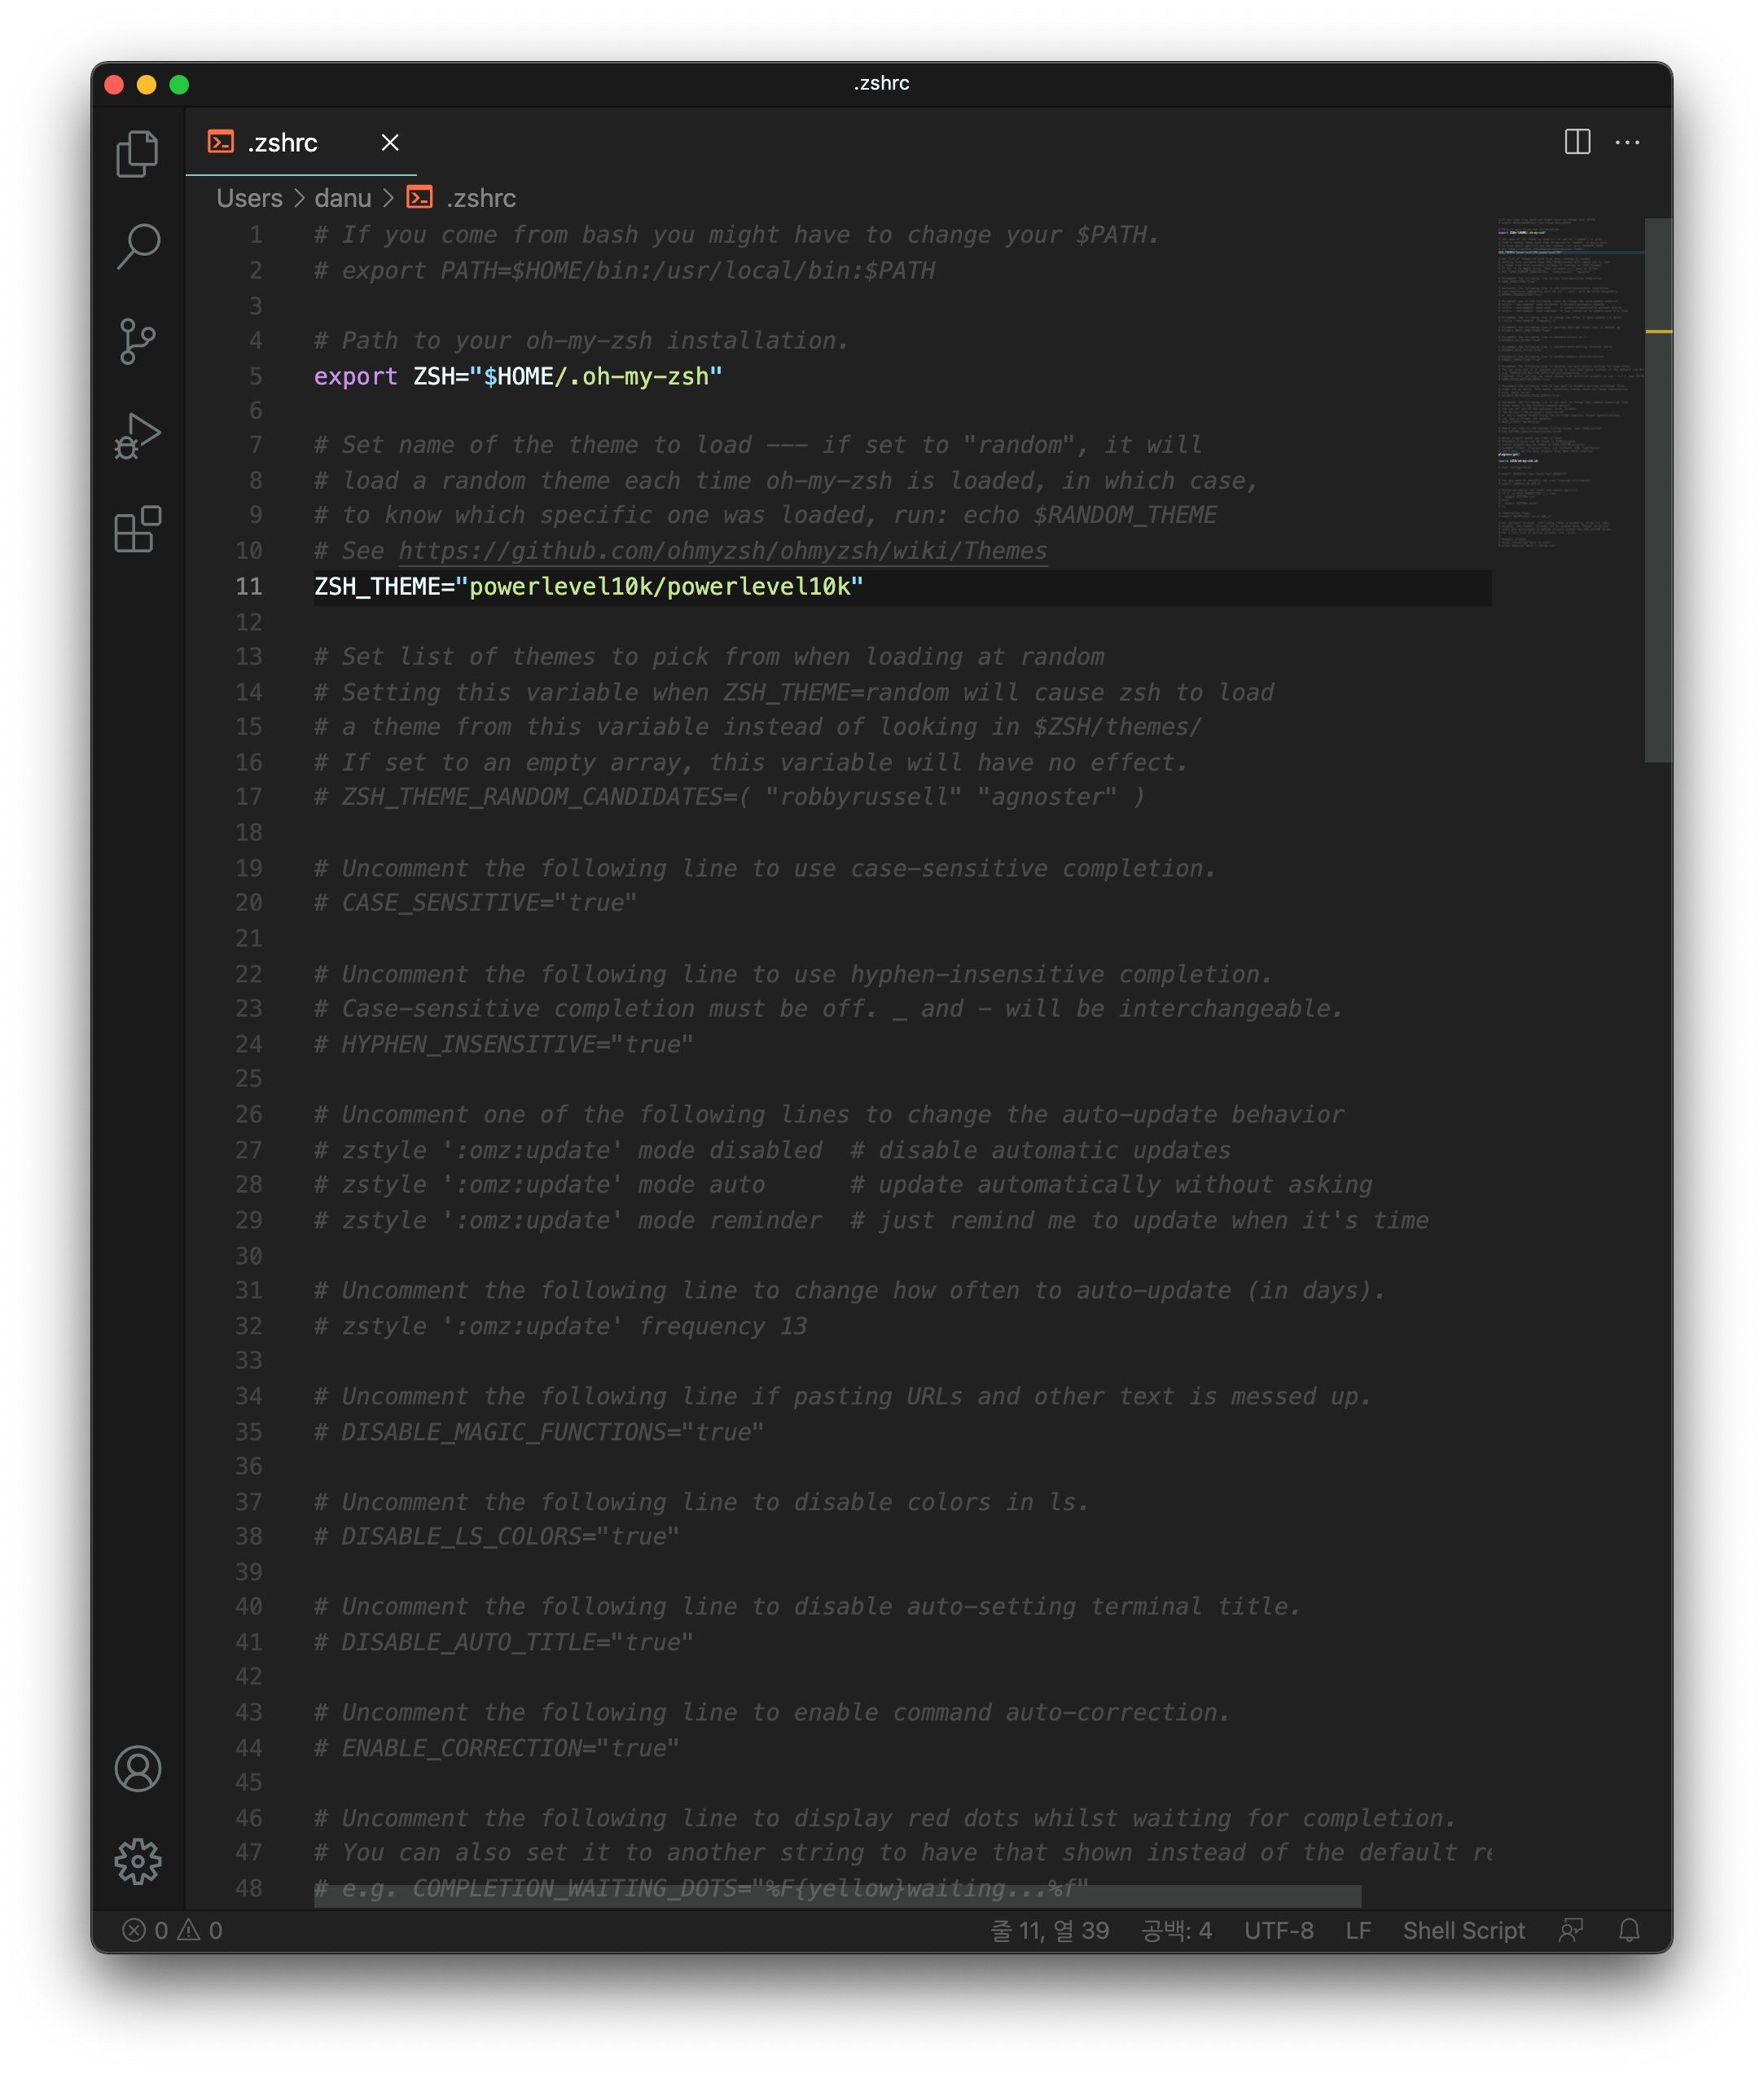 .zshrc
.zshrc
Users > danu > .zshrc
1 # If you come from bash you might have to change your $PATH.
2 # export PATH=$HOME/bin:/usr/local/bin:$PATH
3
4 # Path to your oh-my-zsh installation.
5 export ZSH="$HOME/.oh-my-zsh"
6
7 # Set name of the theme to load --- if set to "random", it will
8 # load a random theme each time oh-my-zsh is loaded, in which case,
9 # to know which specific one was loaded, run: echo $RANDOM_THEME
10 # See https://github.com/ohmyzsh/ohmyzsh/wiki/Themes
11 ZSH_THEME="powerlevel10k/powerlevel10k"
12
13 # Set list of themes to pick from when loading at random
14 # Setting this variable when ZSH_THEME=random will cause zsh to load
15 # a theme from this variable instead of looking in $ZSH/themes/
16 # If set to an empty array, this variable will have no effect.
17 # ZSH_THEME_RANDOM_CANDIDATES=( "robbyrussell" "agnoster" )
18
19 # Uncomment the following line to use case-sensitive completion.
20 # CASE_SENSITIVE="true"
21
22 # Uncomment the following line to use hyphen-insensitive completion.
23 # Case-sensitive completion must be off. _ and - will be interchangeable.
24 # HYPHEN_INSENSITIVE="true"
25
26 # Uncomment one of the following lines to change the auto-update behavior
27 # zstyle ':omz:update' mode disabled  # disable automatic updates
28 # zstyle ':omz:update' mode auto      # update automatically without asking
29 # zstyle ':omz:update' mode reminder  # just remind me to update when it's time
30
31 # Uncomment the following line to change how often to auto-update (in days).
32 # zstyle ':omz:update' frequency 13
33
34 # Uncomment the following line if pasting URLs and other text is messed up.
35 # DISABLE_MAGIC_FUNCTIONS="true"
36
37 # Uncomment the following line to disable colors in ls.
38 # DISABLE_LS_COLORS="true"
39
40 # Uncomment the following line to disable auto-setting terminal title.
41 # DISABLE_AUTO_TITLE="true"
42
43 # Uncomment the following line to enable command auto-correction.
44 # ENABLE_CORRECTION="true"
45
46 # Uncomment the following line to display red dots whilst waiting for completion.
47 # You can also set it to another string to have that shown instead of the default re
48 # e.g. COMPLETION_WAITING_DOTS="%F{yellow}waiting...%f"
0 0 줄 11, 열 39 공백: 4 UTF-8 LF Shell Script